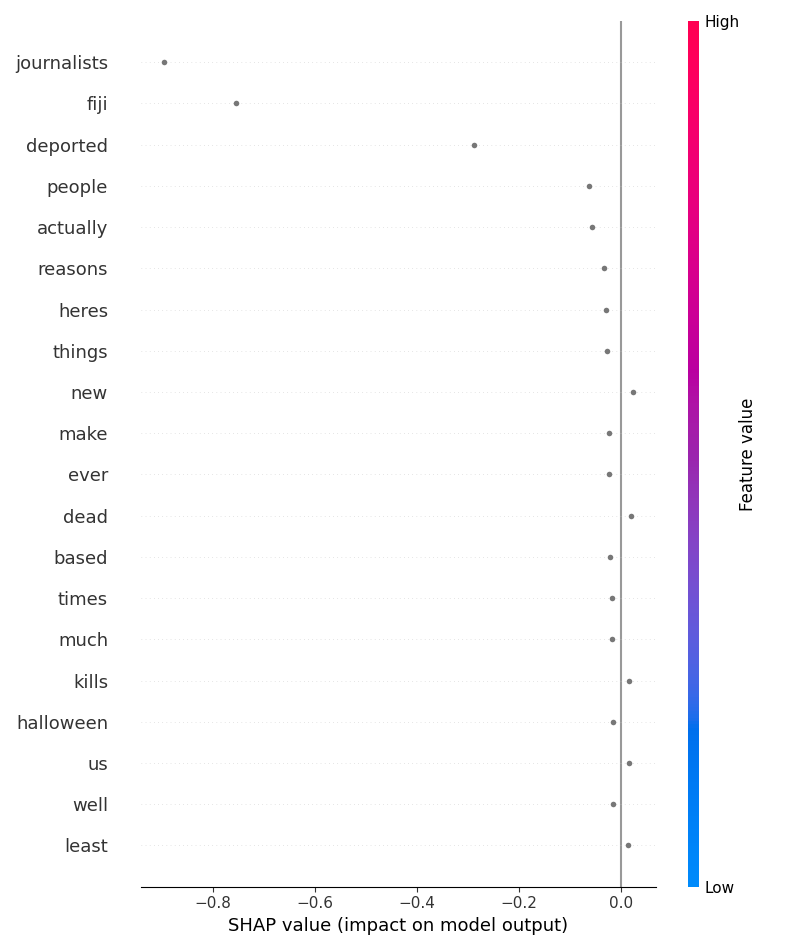 High
journalists
fiji
deported
people
actually
reasons
heres
things
new
make
ever
dead
based
times
much
kills
halloween
us
well
least
Feature value
Low
−0.8 −0.6 −0.4 −0.2 0.0
SHAP value (impact on model output)